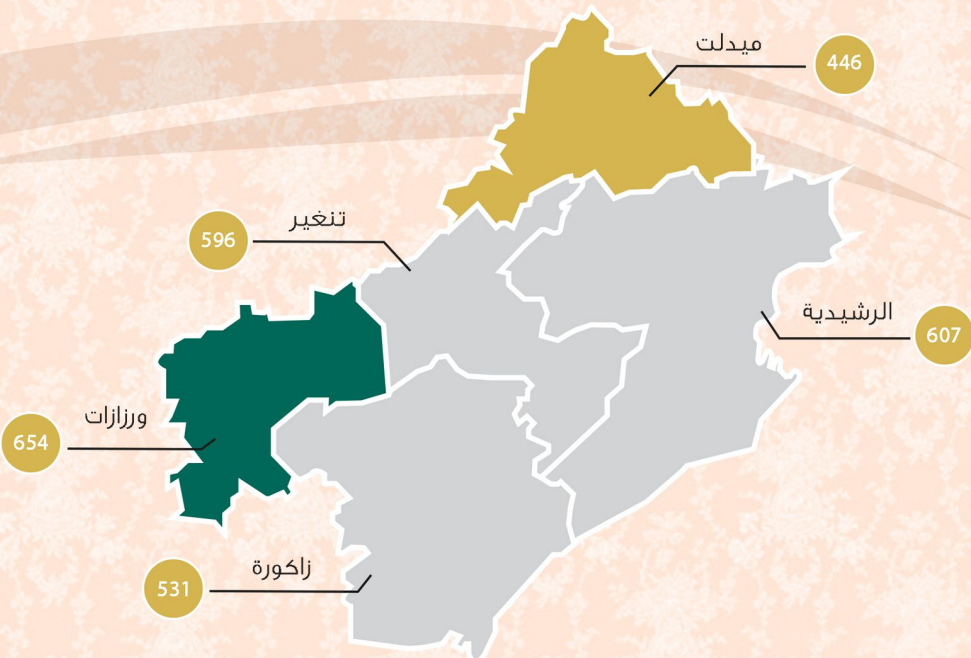 ميدلت
446
تنغير
596
الرشيدية
607
ورزازات
654
زاكورة
531